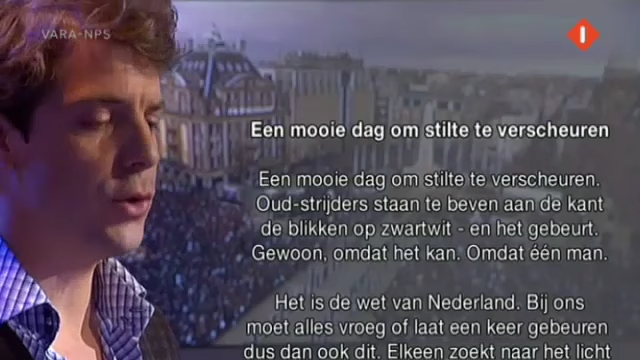 VARA-NPS
1
Een mooie dag om stilte te verscheuren
Een mooie dag om stilte te verscheuren.
Oud-strijders staan te beven aan de kant
de blikken op zwartwit - en het gebeurt.
Gewoon, omdat het kan. Omdat één man.
Het is de wet van Nederland. Bij ons
moet alles vroeg of laat een keer gebeuren
dus dan ook dit. Elkeen zoekt naar het licht